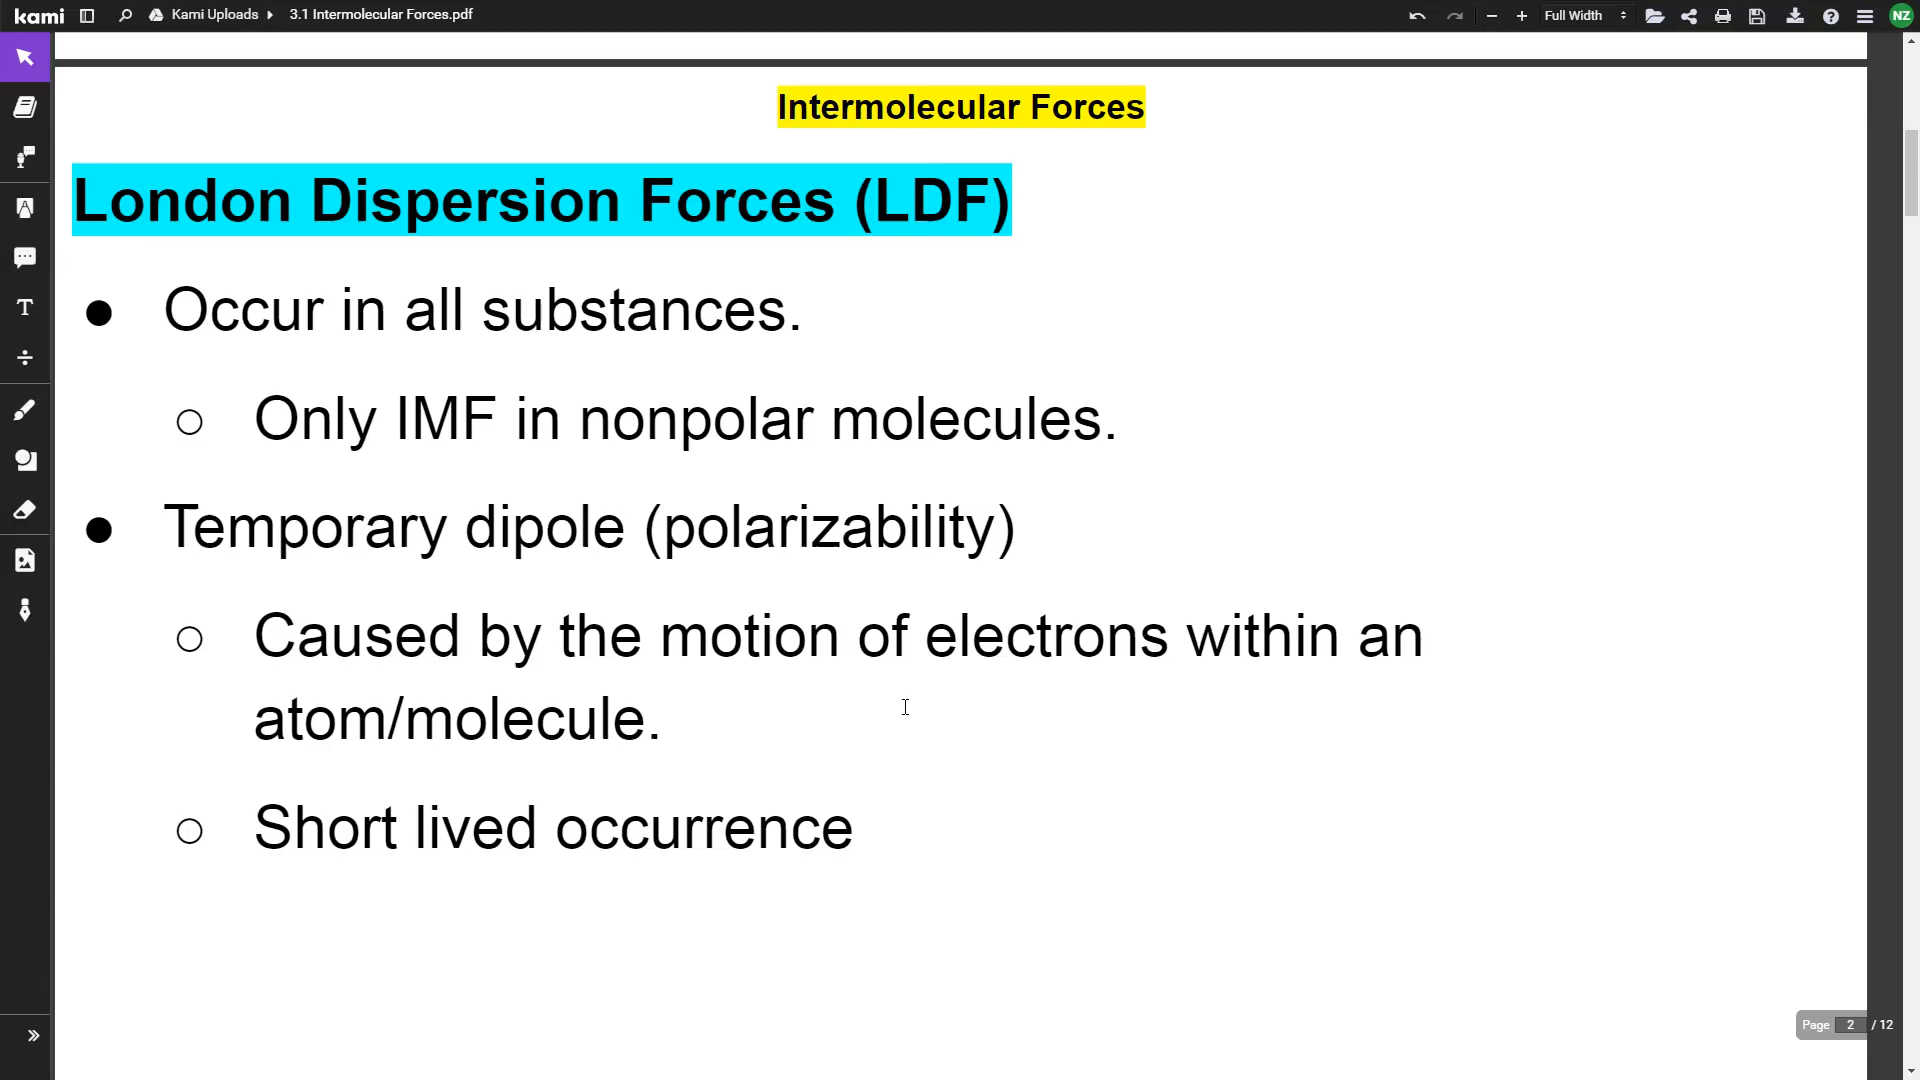 kami Kami Uploads 3.1 Intermolecular Forces.pdf Full Width NZ
Intermolecular Forces
London Dispersion Forces (LDF)
● Occur in all substances.
○ Only IMF in nonpolar molecules.
● Temporary dipole (polarizability)
○ Caused by the motion of electrons within an
atom/molecule.
○ Short lived occurrence
Page 2 / 12